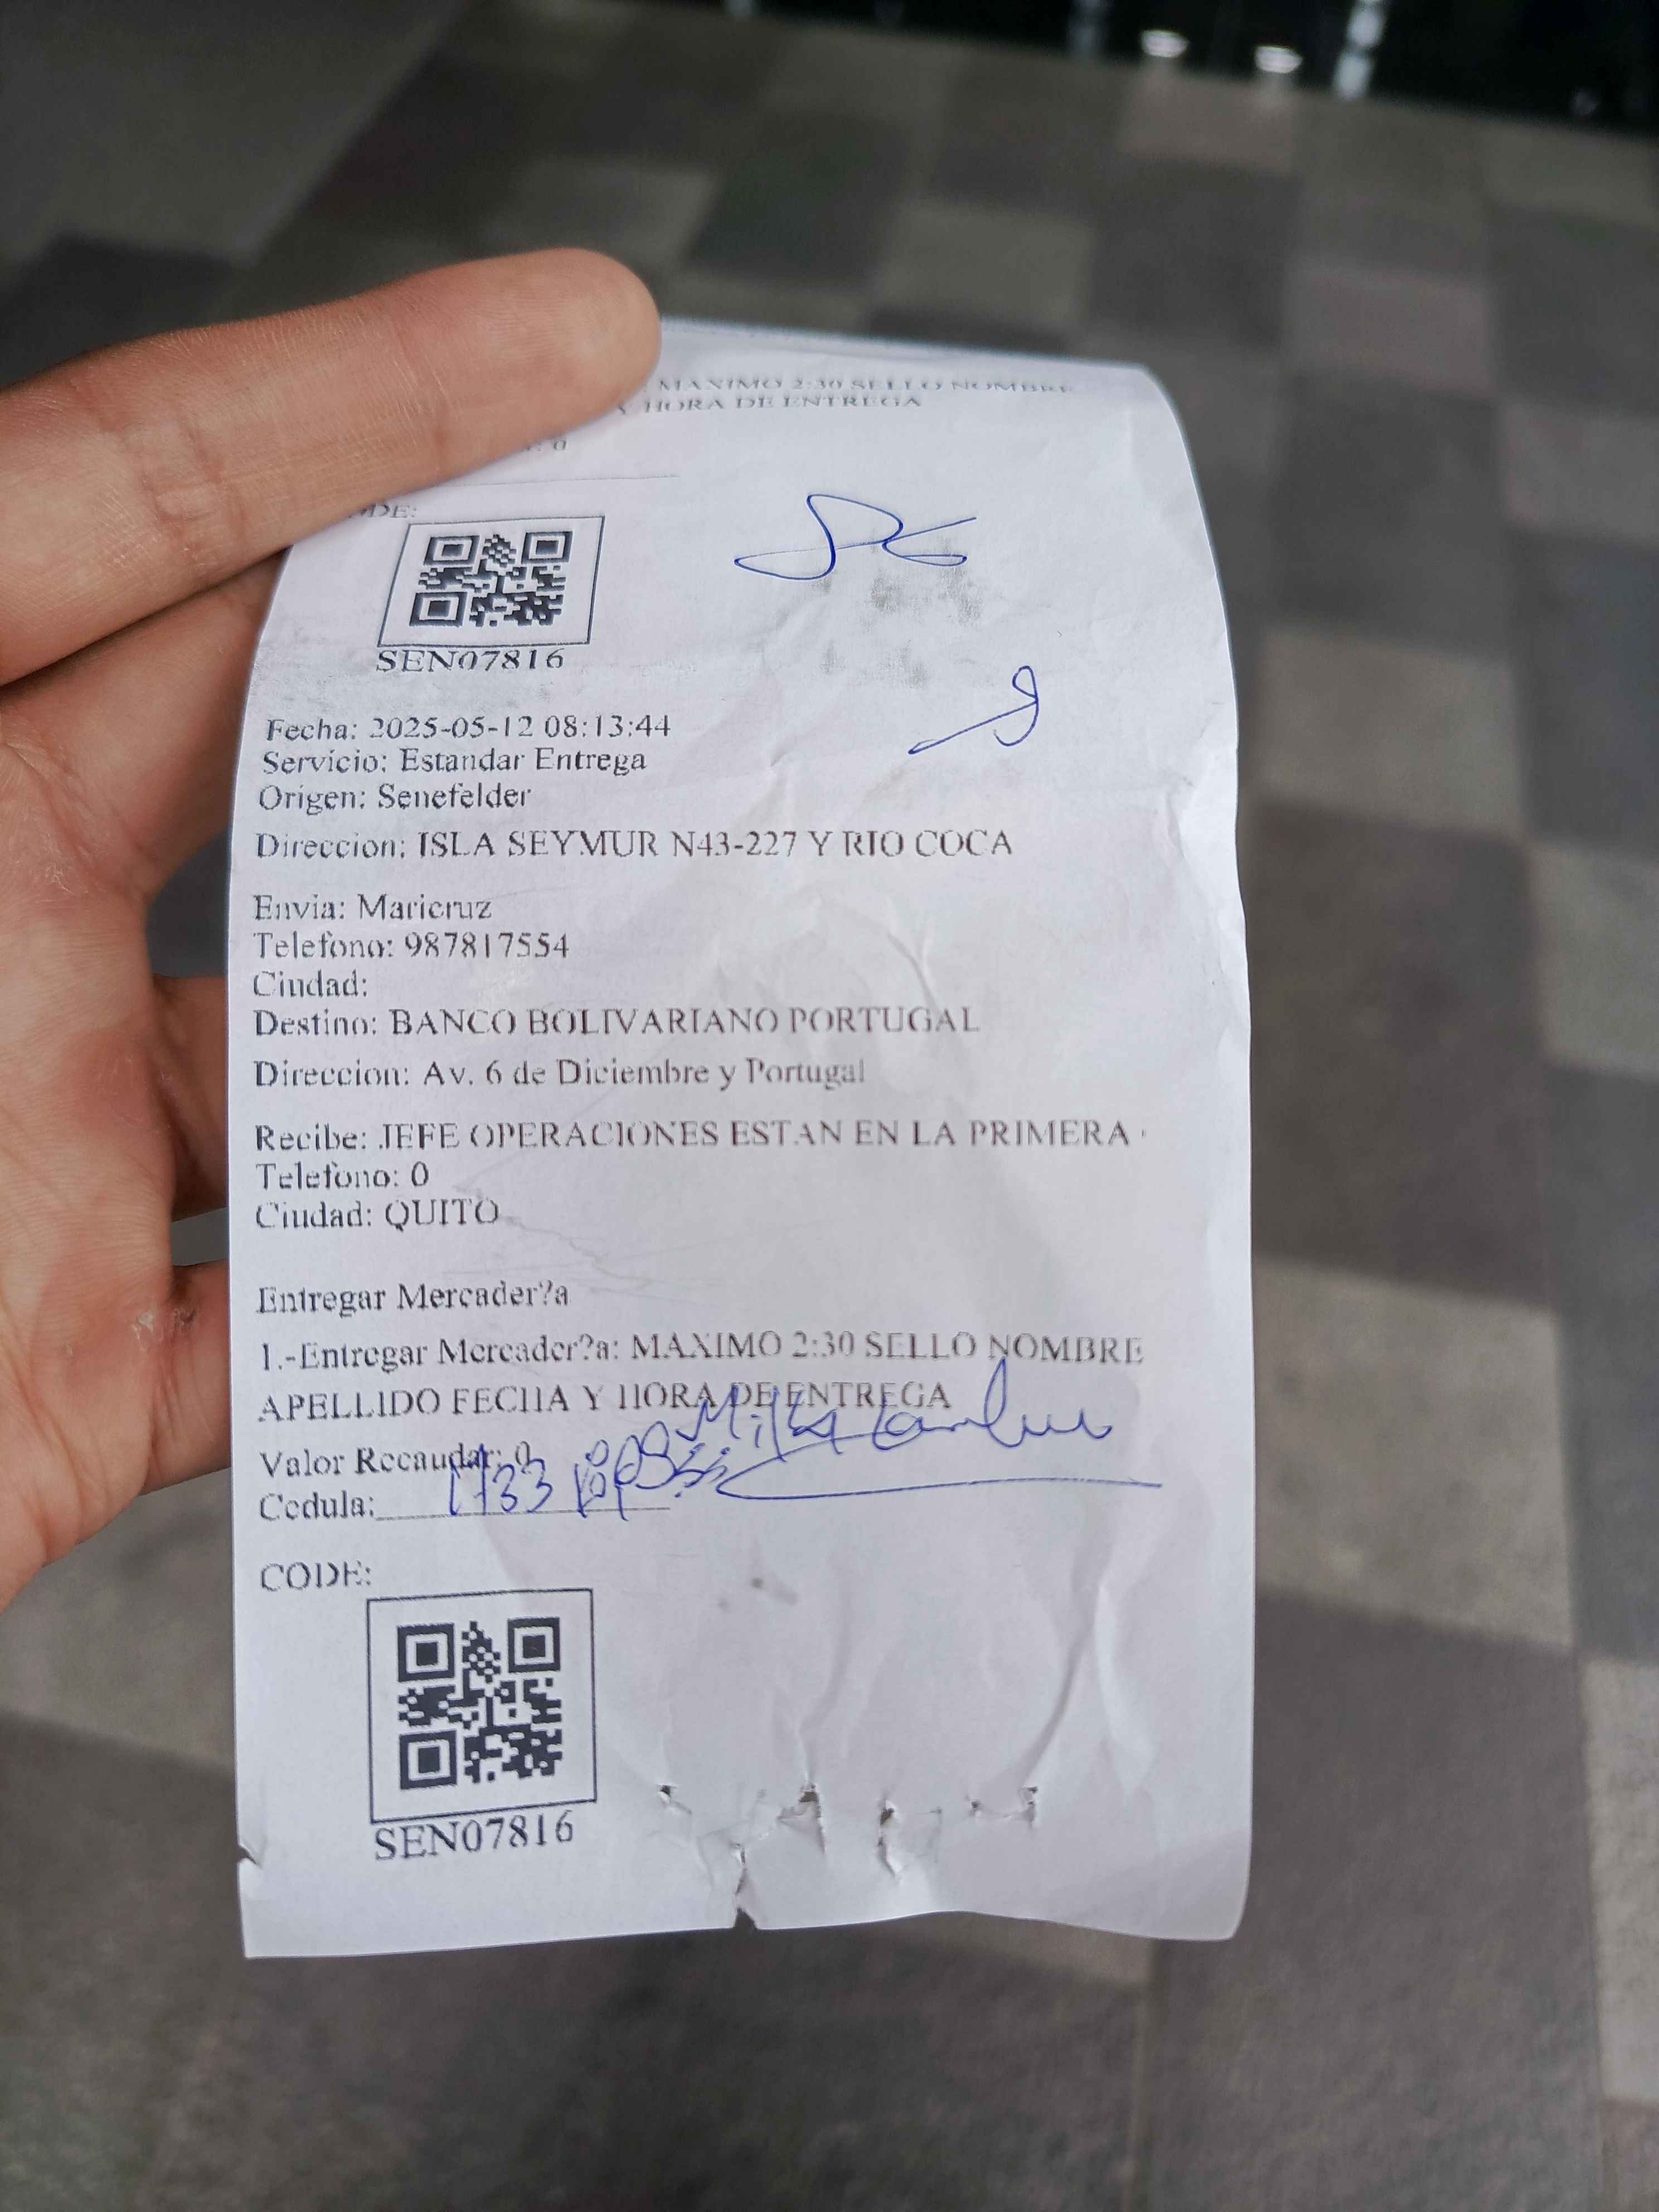 MAXIMO 2:30 SELLO NOMBRE
Y HORA DE ENTREGA
: 0
ODE:
SEN07816
Fecha: 2025-05-12 08:13:44
Servicio: Estandar Entrega
Origen: Senefelder
Direccion: ISLA SEYMUR N43-227 Y RIO COCA
Envia: Maricruz
Telefono: 987817554
Ciudad:
Destino: BANCO BOLIVARIANO PORTUGAL
Direccion: Av. 6 de Diciembre y Portugal
Recibe: JEFE OPERACIONES ESTAN EN LA PRIMERA
Telefono: 0
Ciudad: QUITO
Entregar Mercader?a
1.-Entregar Mercader?a: MAXIMO 2:30 SELLO NOMBRE
APELLIDO FECHA Y HORA DE ENTREGA
Valor Recaudar: 0
Cedula:
CODE:
SEN07816